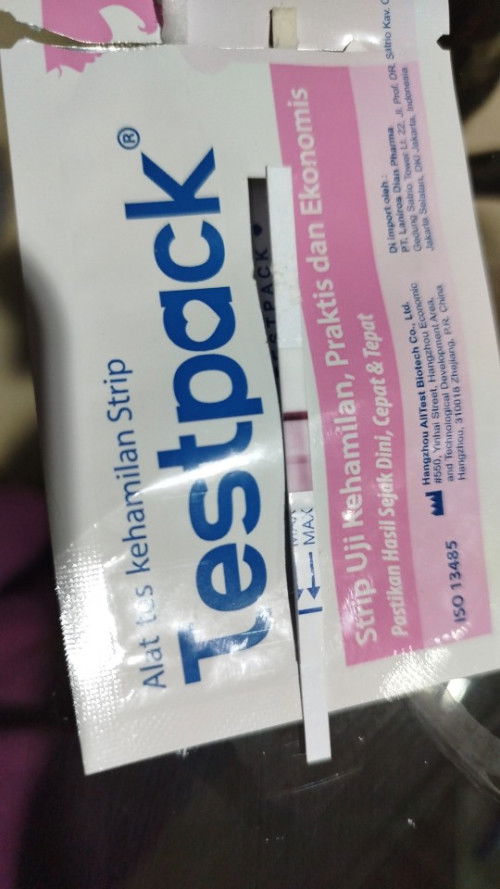 Alat tes kehamilan Strip
Testpack®
STPACK
MAX
Strip Uji Kehamilan, Praktis dan Ekonomis
Pastikan Hasil Sejak Dini, Cepat & Tepat
ISO 13485
Hangzhou AllTest Biotech Co., Ltd.
#550, Yinhai Street, Hangzhou Economic
and Technological Development Area,
Hangzhou, 310018 Zhejiang, P.R. China
Di import oleh :
PT. Laniros Dian Pharma
Gedung Satrio Tower Lt. 22, Jl. Prof. DR. Satrio Kav. C
Jakarta Selatan, DKI Jakarta, Indonesia